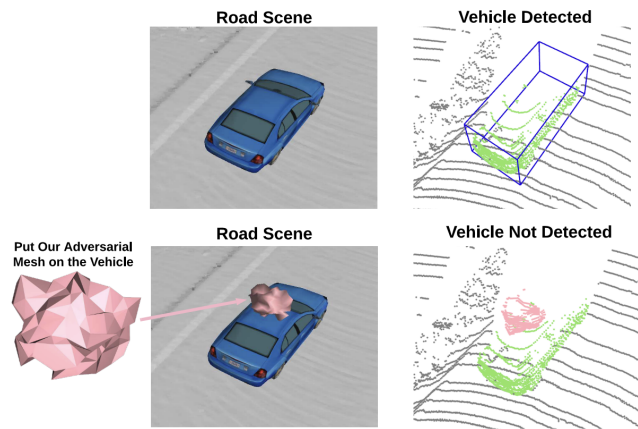 Road Scene
Vehicle Detected
Road Scene
Vehicle Not Detected
Put Our Adversarial
Mesh on the Vehicle